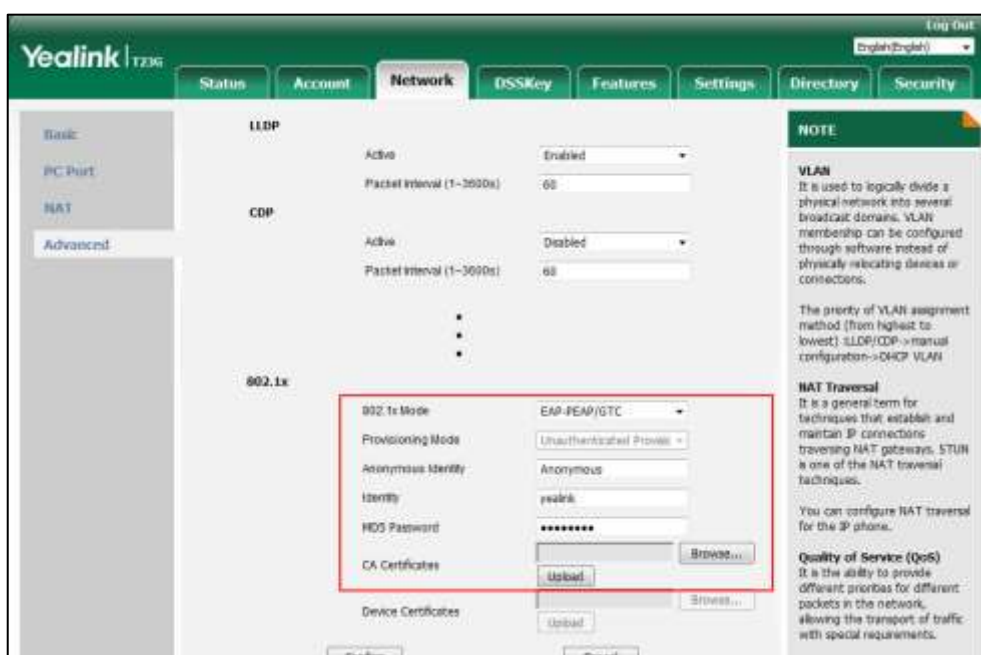 Log Out
Yealink T23G
English(English)
Status Account Network DSSKey Features Settings Directory Security
Basic
PC Port
NAT
Advanced
LLDP
Active Enabled
Packet Interval (1~3600s) 60
CDP
Active Disabled
Packet Interval (1~3600s) 60
802.1x
802.1x Mode EAP-PEAP/GTC
Provisioning Mode Unauthenticated Provisi
Anonymous Identity Anonymous
Identity yealink
MD5 Password ••••••••
CA Certificates Browse...
Upload
Device Certificates Browse...
Upload
NOTE
VLAN
It is used to logically divide a
physical network into several
broadcast domains. VLAN
membership can be configured
through software instead of
physically relocating devices or
connections.
The priority of VLAN assignment
method (from highest to
lowest) :LLDP/CDP->manual
configuration->DHCP VLAN
NAT Traversal
It is a general term for
techniques that establish and
maintain IP connections
traversing NAT gateways. STUN
is one of the NAT traversal
techniques.
You can configure NAT traversal
for the IP phone.
Quality of Service (QoS)
It is the ability to provide
different priorities for different
packets in the network,
allowing the transport of traffic
with special requirements.